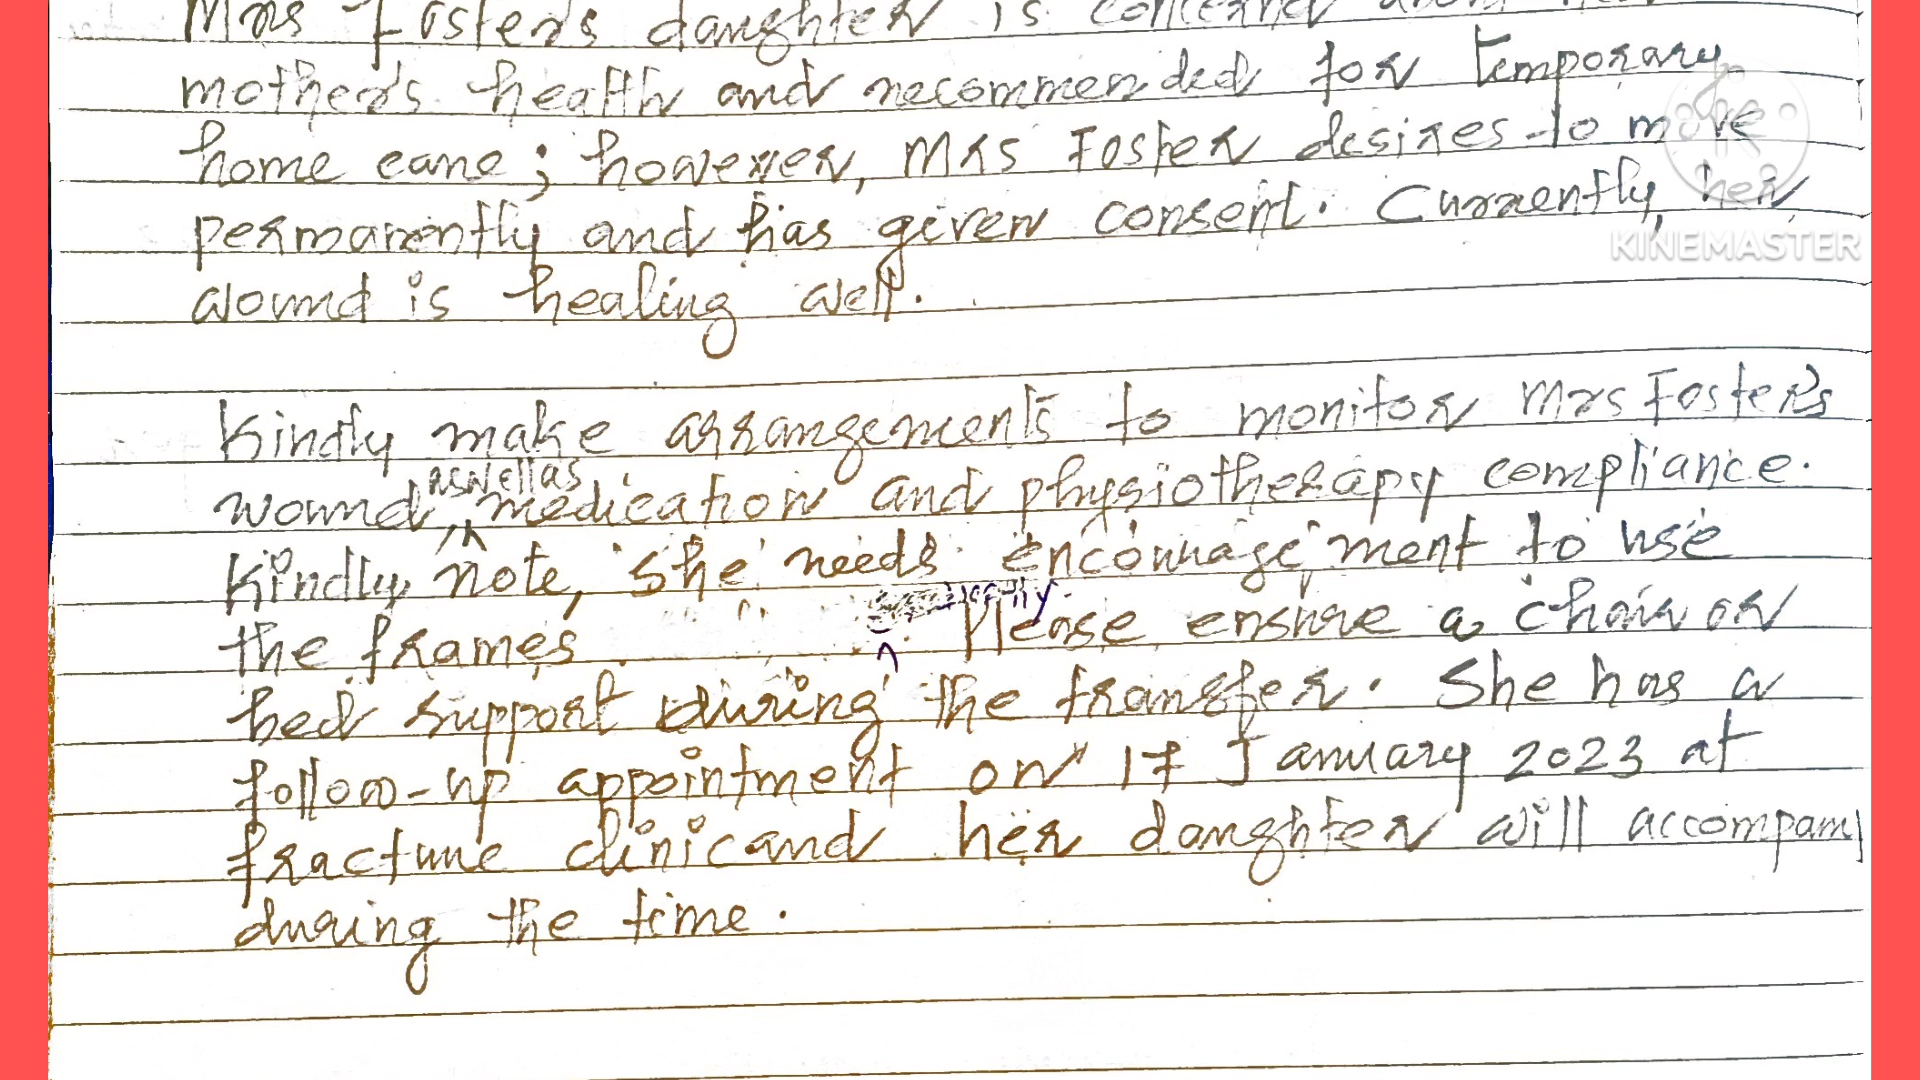 Mrs Foster's daughter is concerned about her
mother's health and recommended for temporary
home care; however, Mrs Foster desires to move
permanently and has given consent. Currently, her
wound is healing well.
Kindly make arrangements to monitor Mrs Foster's
as well as
wound, medication and physiotherapy compliance.
Kindly note, she needs encouragement to use
the frames. Please ensure a chair or
bed support during the transfer. She has a
follow-up appointment on 17 January 2023 at
fracture clinic and her daughter will accompany
during the time.
KINEMASTER